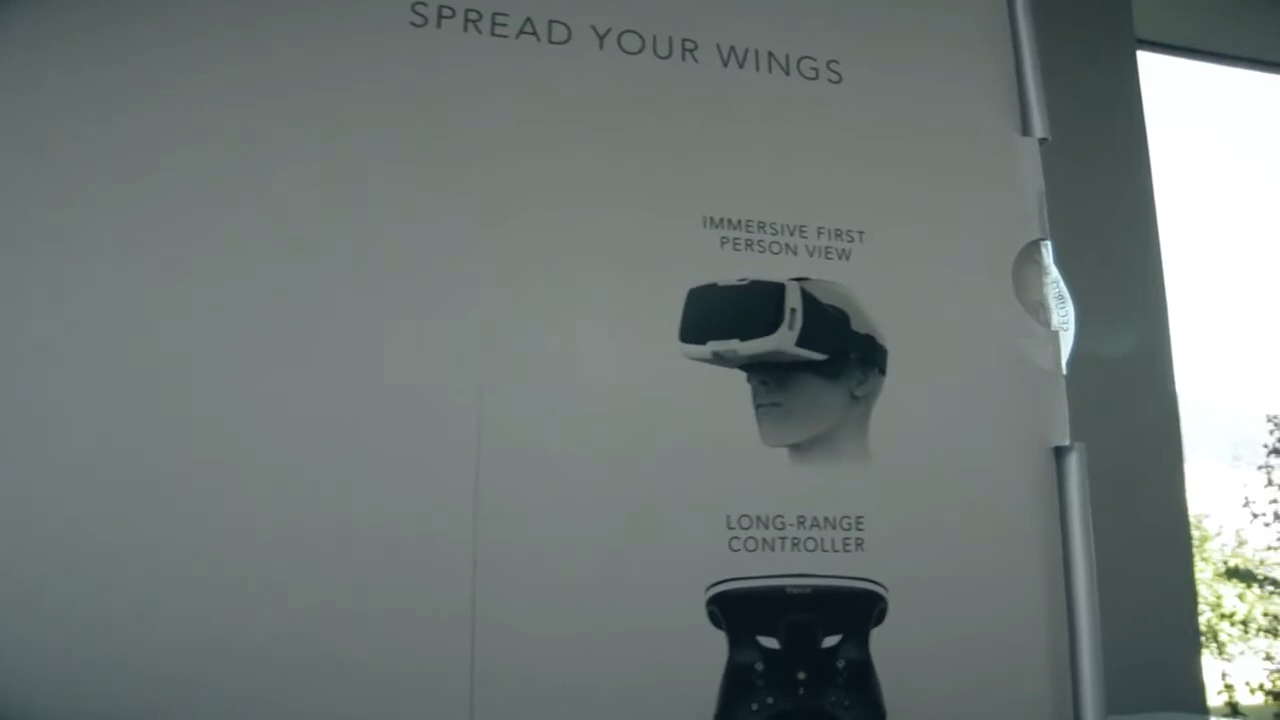 SPREAD YOUR WINGS
IMMERSIVE FIRST
PERSON VIEW
LONG-RANGE
CONTROLLER